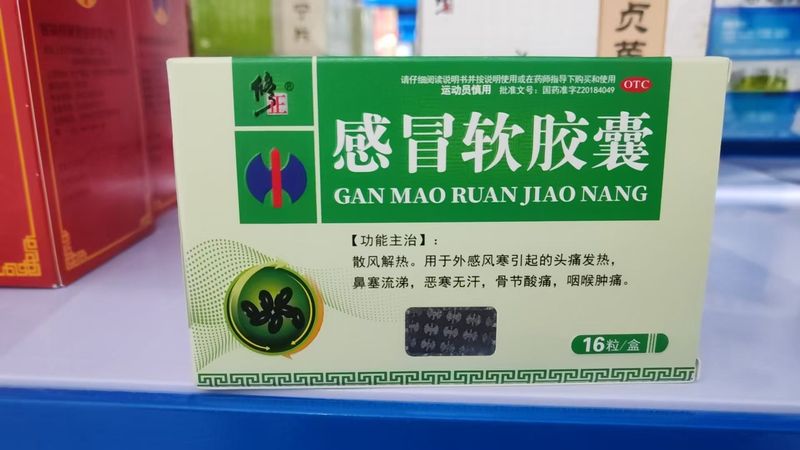 修正®
请仔细阅读说明书并按说明使用或在药师指导下购买和使用
OTC
运动员慎用 批准文号：国药准字Z20184049
感冒软胶囊
GAN MAO RUAN JIAO NANG
【功能主治】：
散风解热。用于外感风寒引起的头痛发热，
鼻塞流涕，恶寒无汗，骨节酸痛，咽喉肿痛。
16粒/盒
贞芪